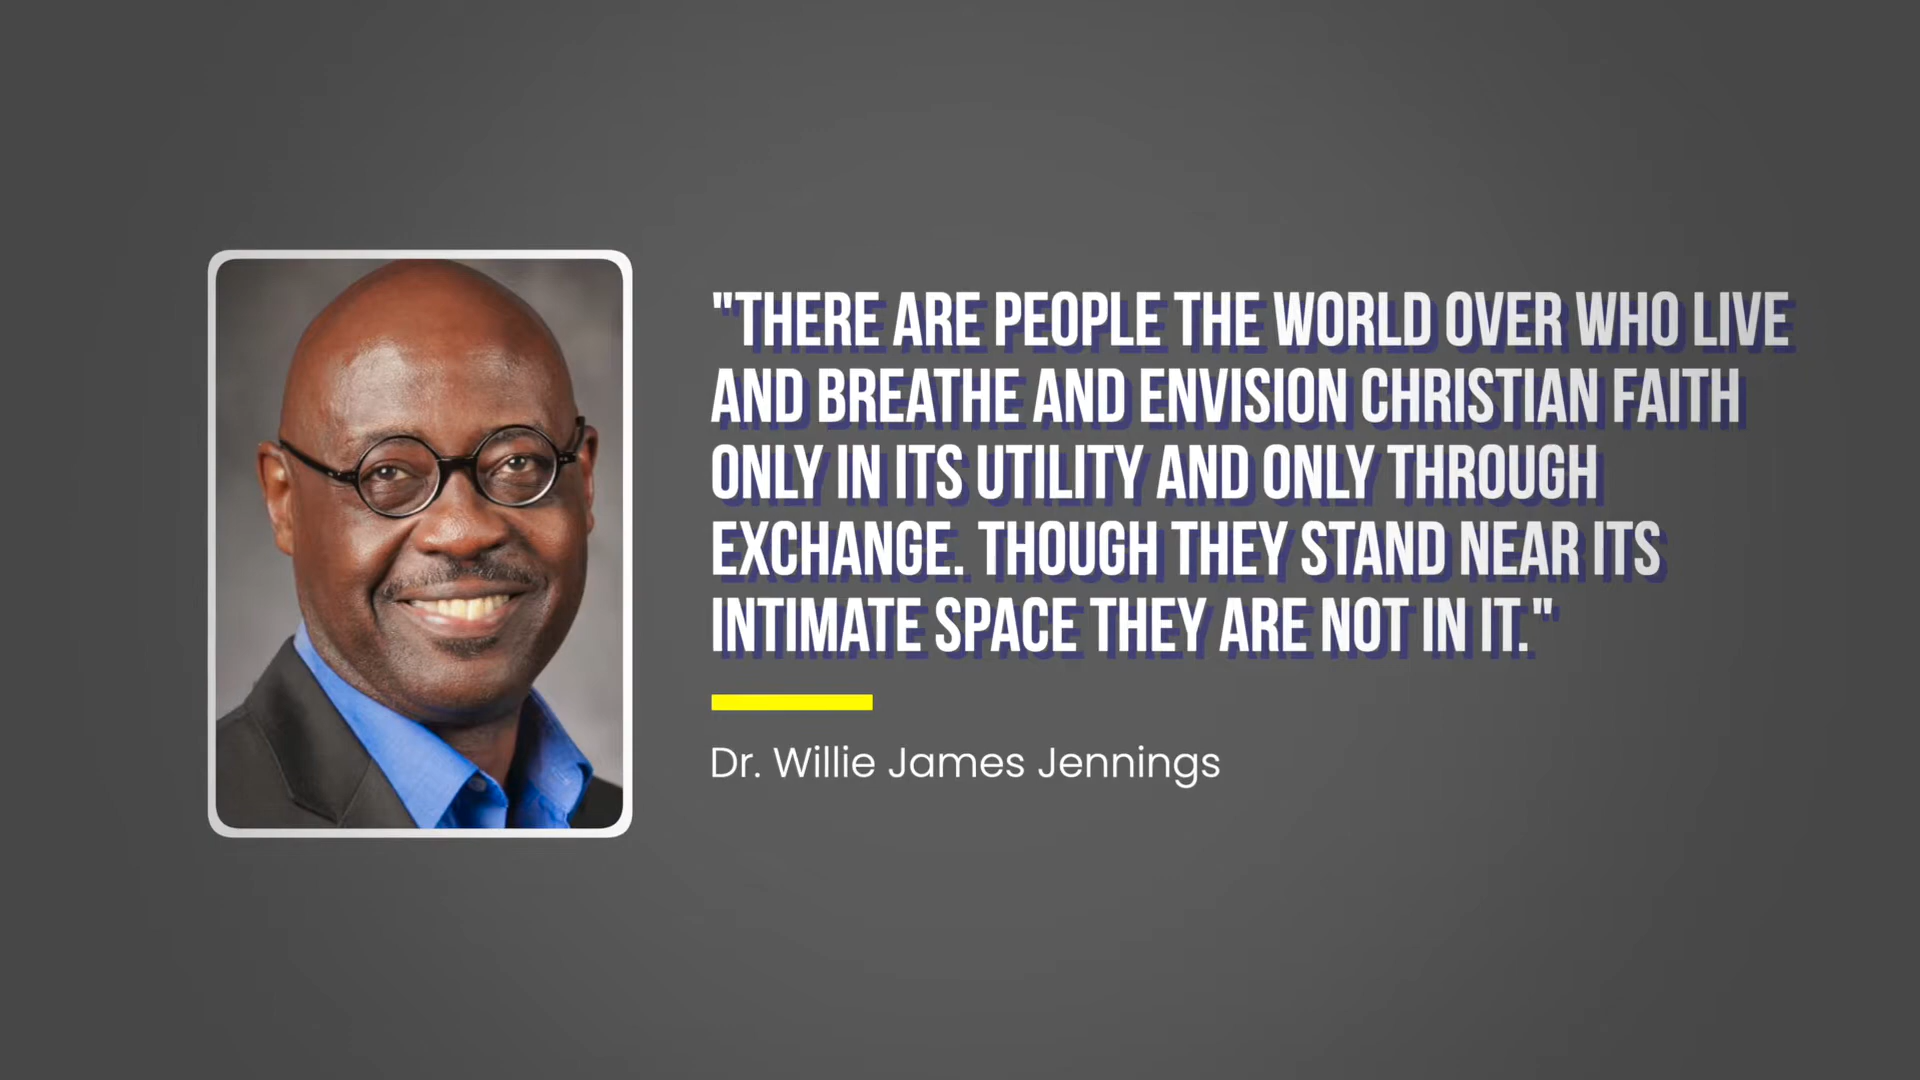 "THERE ARE PEOPLE THE WORLD OVER WHO LIVE
AND BREATHE AND ENVISION CHRISTIAN FAITH
ONLY IN ITS UTILITY AND ONLY THROUGH
EXCHANGE. THOUGH THEY STAND NEAR ITS
INTIMATE SPACE THEY ARE NOT IN IT."
Dr. Willie James Jennings